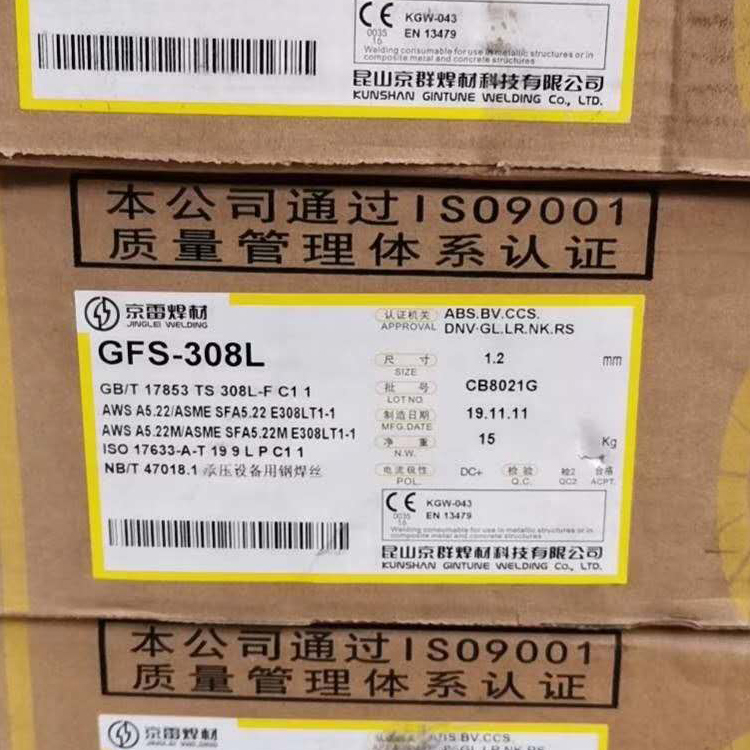 CE
KGW-043
0035
15
EN 13479
Welding consumable for use in metallic structures or in
composite metal and concrete structures
昆山京群焊材科技有限公司
KUNSHAN GINTUNE WELDING Co., LTD.
本公司通过ISO9001
质量管理体系认证
京雷焊材
JINGLEI WELDING
GFS-308L
GB/T 17853 TS 308L-F C1 1
AWS A5.22/ASME SFA5.22 E308LT1-1
AWS A5.22M/ASME SFA5.22M E308LT1-1
ISO 17633-A-T 19 9 L P C1 1
NB/T 47018.1 承压设备用钢焊丝
认证机关 ABS.BV.CCS.
APPROVAL DNV·GL.LR.NK.RS
尺寸 1.2 mm
SIZE
批号 CB8021G
LOT NO.
制造日期 19.11.11
MFG.DATE
净重 15 Kg
N.W.
电流极性 DC+ 检验 检2 合格
POL. Q.C. QC2 ACPT.
CE
KGW-043
0035
15
EN 13479
Welding consumable for use in metallic structures or in
composite metal and concrete structures
昆山京群焊材科技有限公司
KUNSHAN GINTUNE WELDING Co., LTD.
本公司通过ISO9001
质量管理体系认证
京雷焊材
JINGLEI WELDING
ABS.BV.CCS.